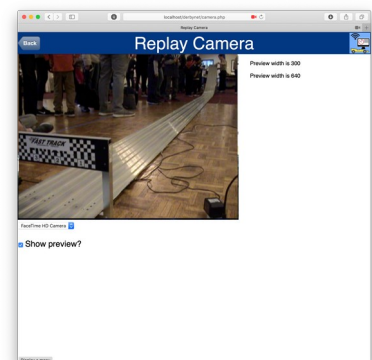 localhost/derbynet/camera.php
Replay Camera
Back
Replay Camera
Preview width is 300
Preview width is 640
FAST TRACK
FaceTime HD Camera
Show preview?